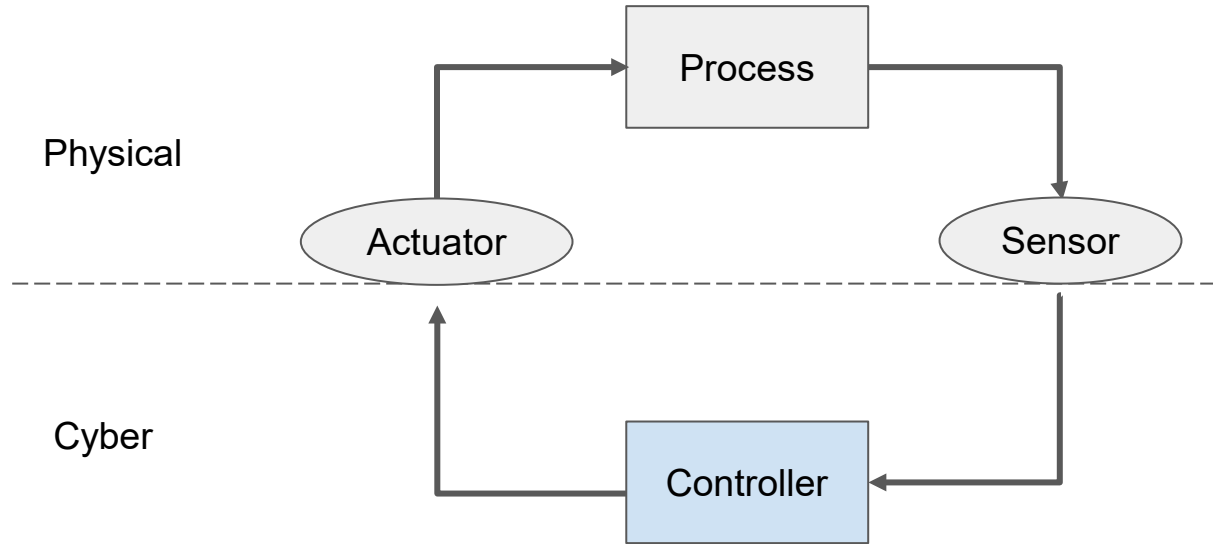 Process
Physical
Actuator
Sensor
Cyber
Controller